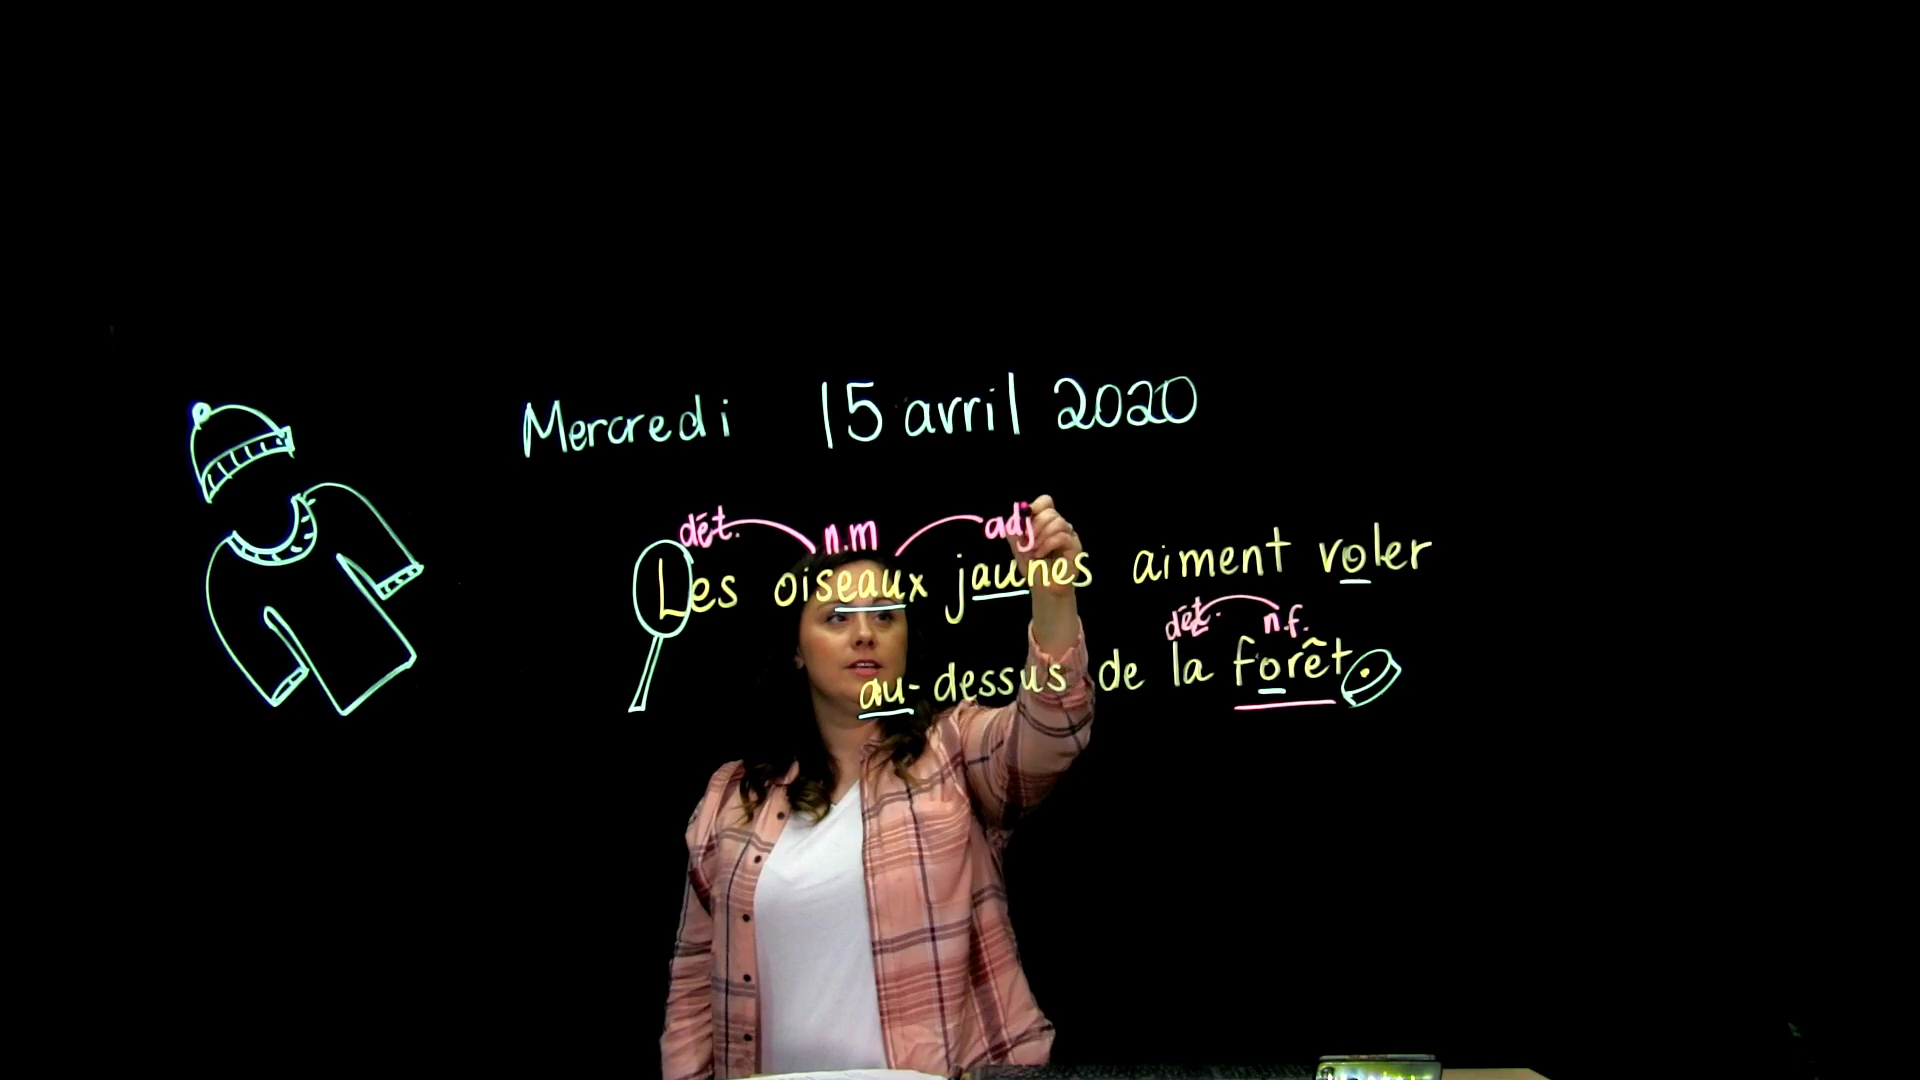 Mercredi 15 avril 2020
dét. n.m adj
Les oiseaux jaunes aiment voler
dét. n.f.
au-dessus de la forêt.